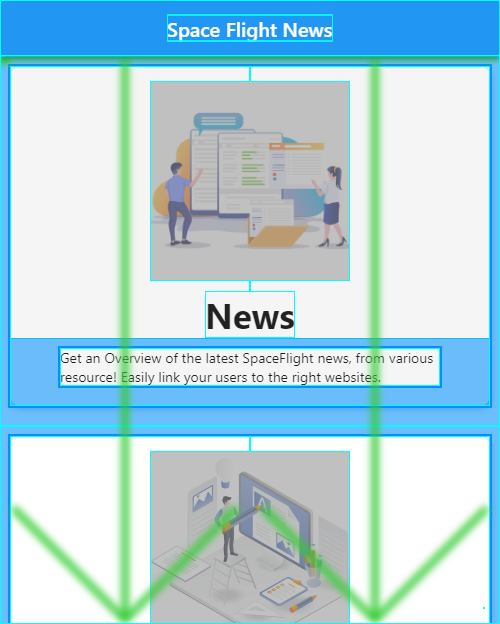 Space Flight News
News
Get an Overview of the latest SpaceFlight news, from various
resource! Easily link your users to the right websites.